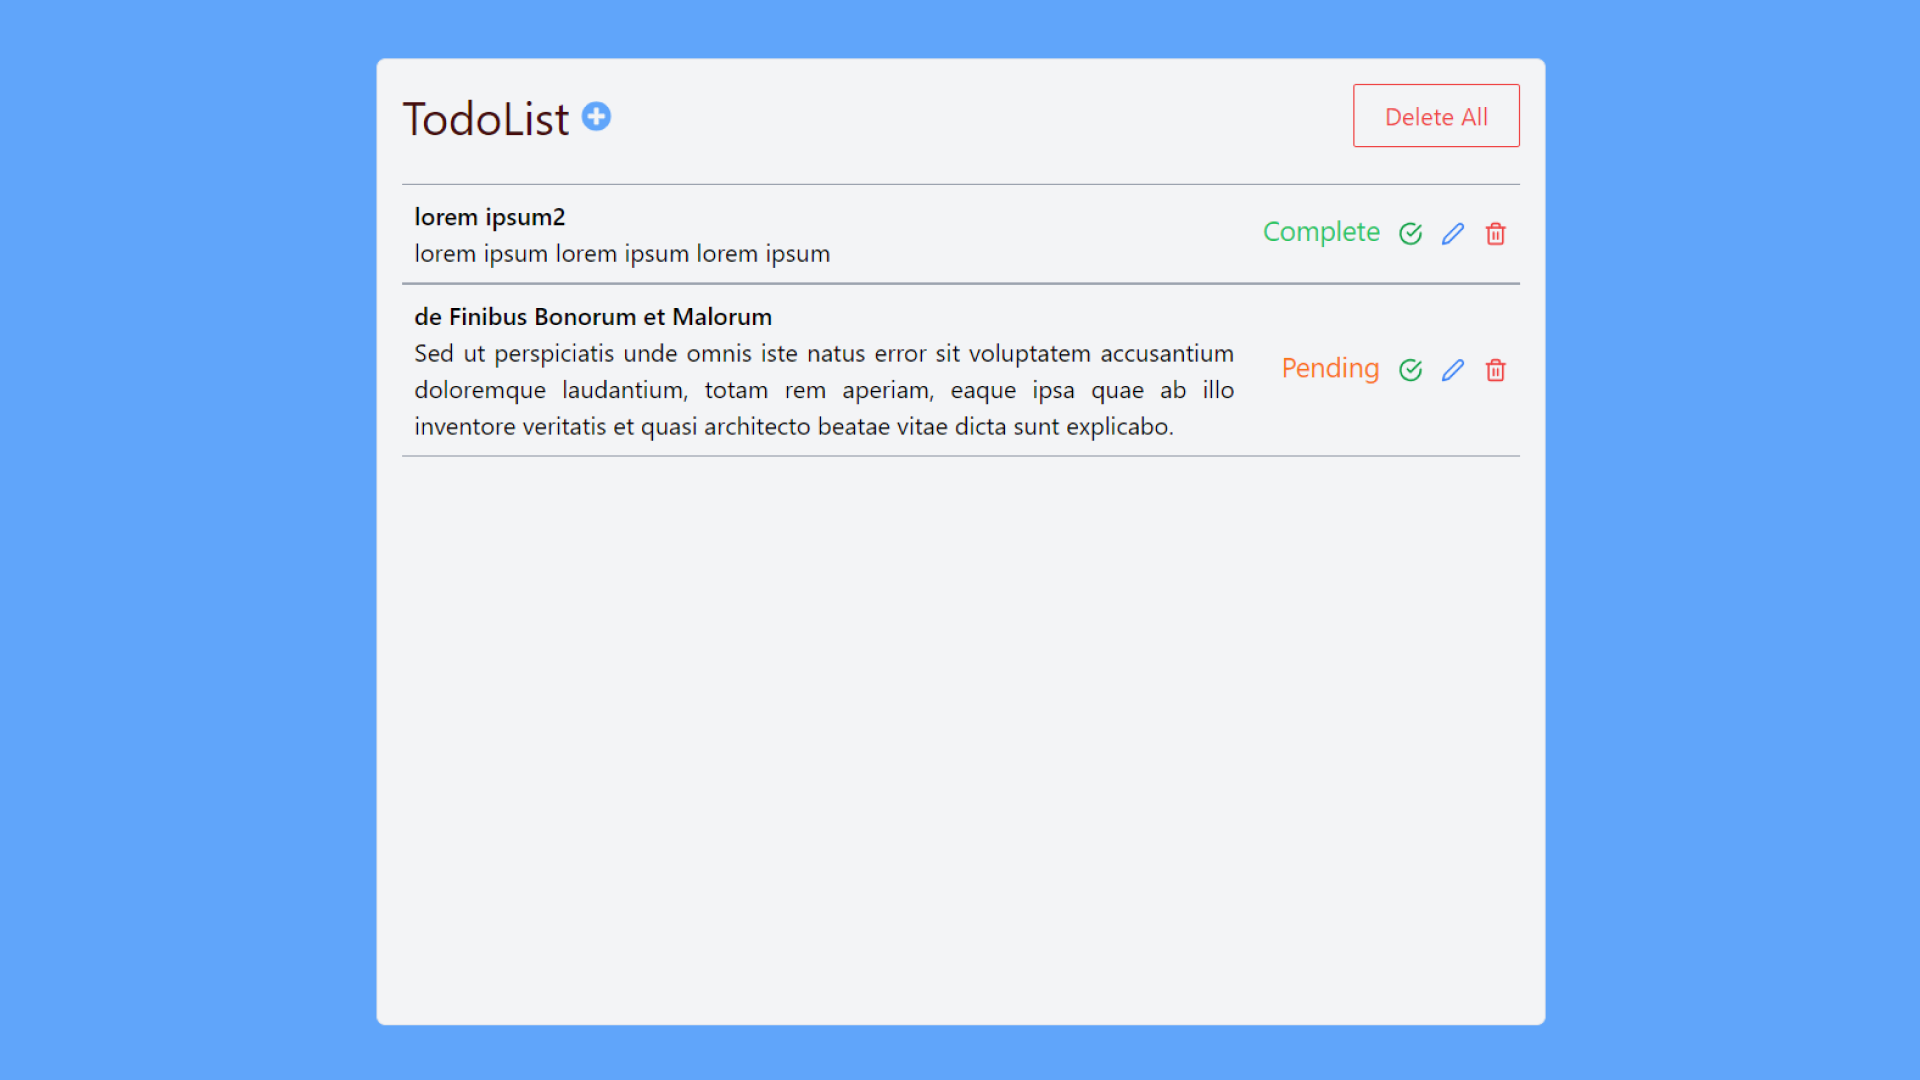 TodoList
Delete All
lorem ipsum2
lorem ipsum lorem ipsum lorem ipsum
Complete
de Finibus Bonorum et Malorum
Sed ut perspiciatis unde omnis iste natus error sit voluptatem accusantium
doloremque laudantium, totam rem aperiam, eaque ipsa quae ab illo
inventore veritatis et quasi architecto beatae vitae dicta sunt explicabo.
Pending